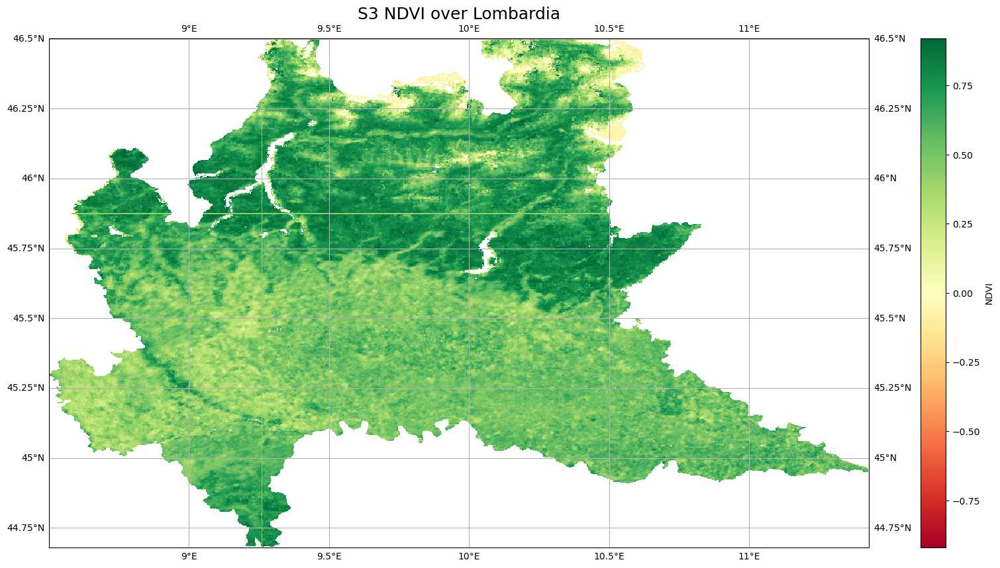 S3 NDVI over Lombardia
9°E 9.5°E 10°E 10.5°E 11°E
46.5°N 46.5°N
46.25°N 46.25°N
46°N 46°N
45.75°N 45.75°N
45.5°N 45.5°N
45.25°N 45.25°N
45°N 45°N
44.75°N 44.75°N
9°E 9.5°E 10°E 10.5°E 11°E
0.75
0.50
0.25
0.00
−0.25
−0.50
−0.75
NDVI